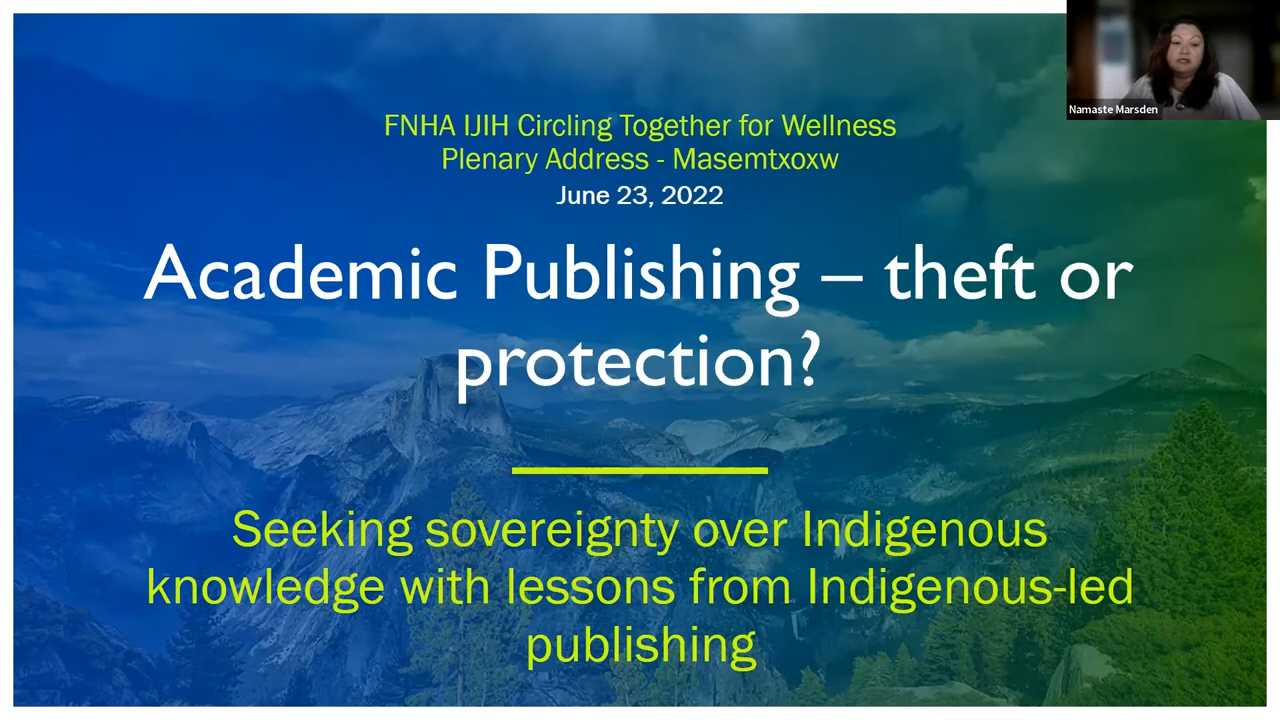 Namaste Marsden
FNHA IJIH Circling Together for Wellness
Plenary Address - Masemtxoxw
June 23, 2022
Academic Publishing – theft or
protection?
Seeking sovereignty over Indigenous
knowledge with lessons from Indigenous-led
publishing